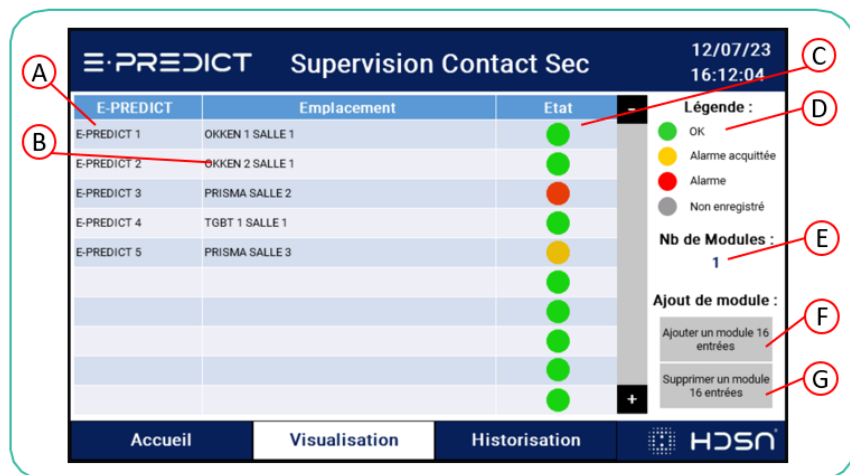 E·PREDICT
Supervision Contact Sec
12/07/23
16:12:04
A
B
C
D
E
F
G
E-PREDICT Emplacement Etat
E-PREDICT 1 OKKEN 1 SALLE 1
E-PREDICT 2 OKKEN 2 SALLE 1
E-PREDICT 3 PRISMA SALLE 2
E-PREDICT 4 TGBT 1 SALLE 1
E-PREDICT 5 PRISMA SALLE 3
-
+
Légende :
OK
Alarme acquittée
Alarme
Non enregistré
Nb de Modules :
1
Ajout de module :
Ajouter un module 16
entrées
Supprimer un module
16 entrées
Accueil Visualisation Historisation
HDSN